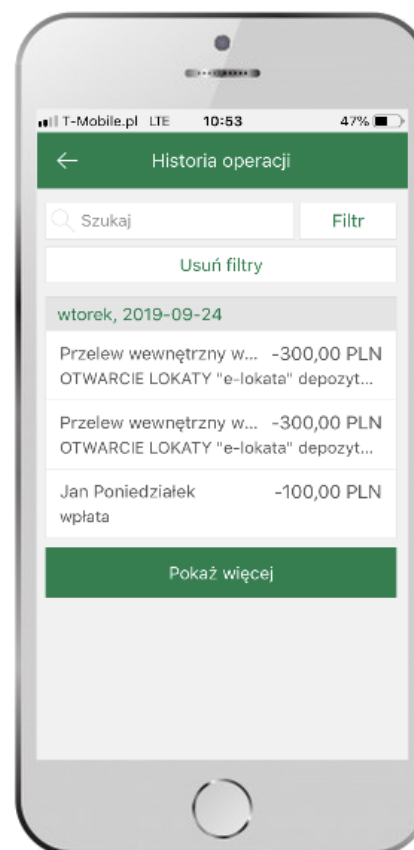 T-Mobile.pl LTE 10:53 47%
Historia operacji
Szukaj Filtr
Usuń filtry
wtorek, 2019-09-24
Przelew wewnętrzny w... -300,00 PLN
OTWARCIE LOKATY "e-lokata" depozyt...
Przelew wewnętrzny w... -300,00 PLN
OTWARCIE LOKATY "e-lokata" depozyt...
Jan Poniedziałek -100,00 PLN
wpłata
Pokaż więcej